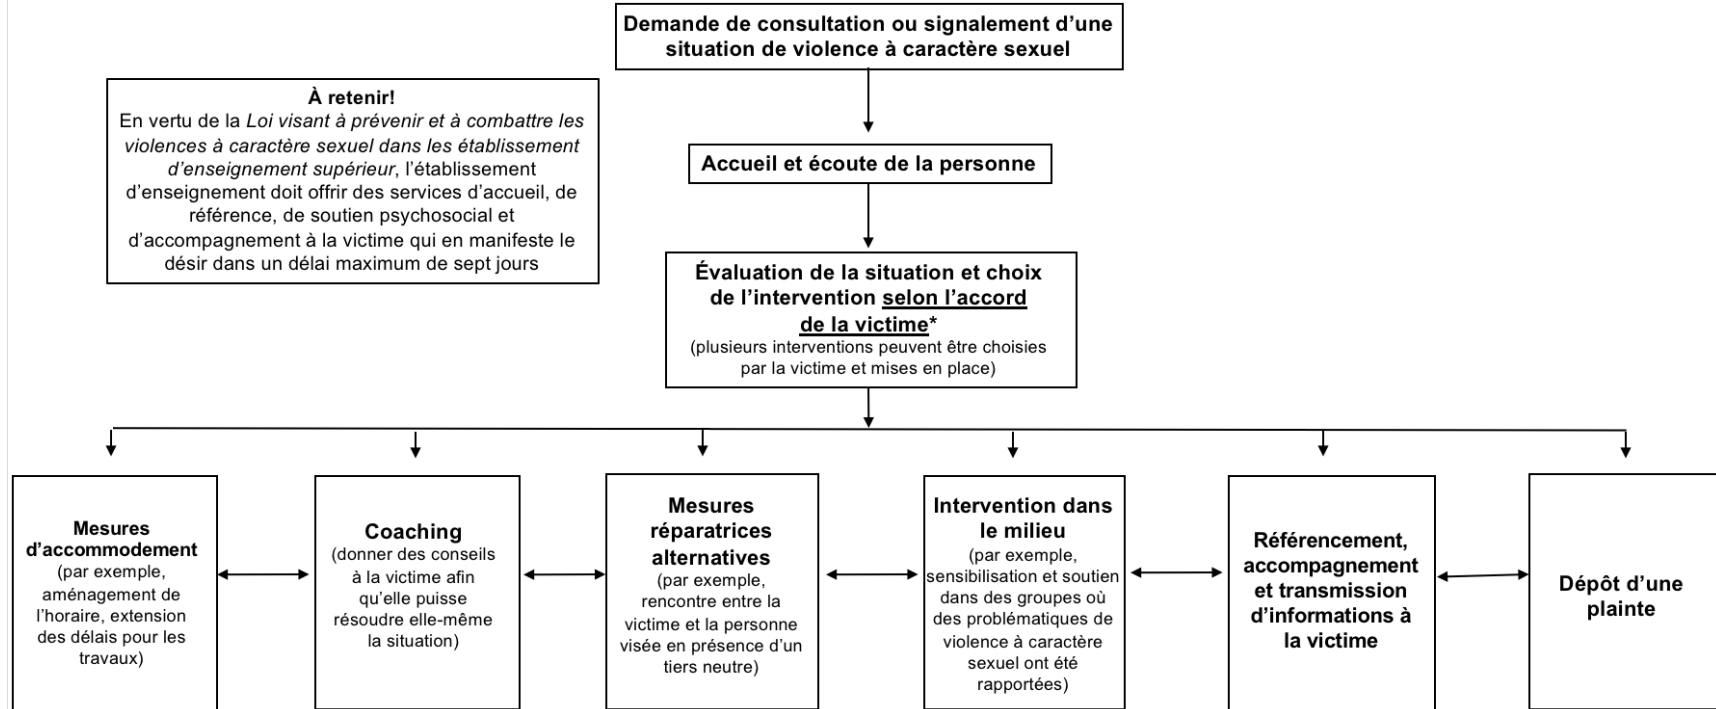 Demande de consultation ou signalement d’une
situation de violence à caractère sexuel
À retenir!
En vertu de la Loi visant à prévenir et à combattre les
violences à caractère sexuel dans les établissement
d’enseignement supérieur, l’établissement
d’enseignement doit offrir des services d’accueil, de
référence, de soutien psychosocial et
d’accompagnement à la victime qui en manifeste le
désir dans un délai maximum de sept jours
Accueil et écoute de la personne
Évaluation de la situation et choix
de l’intervention selon l’accord
de la victime*
(plusieurs interventions peuvent être choisies
par la victime et mises en place)
Mesures
d’accommodement
(par exemple,
aménagement de
l’horaire, extension
des délais pour les
travaux)
Coaching
(donner des conseils
à la victime afin
qu’elle puisse
résoudre elle-même
la situation)
Mesures
réparatrices
alternatives
(par exemple,
rencontre entre la
victime et la personne
visée en présence d’un
tiers neutre)
Intervention dans
le milieu
(par exemple,
sensibilisation et soutien
dans des groupes où
des problématiques de
violence à caractère
sexuel ont été
rapportées)
Référencement,
accompagnement
et transmission
d’informations à
la victime
Dépôt d’une
plainte